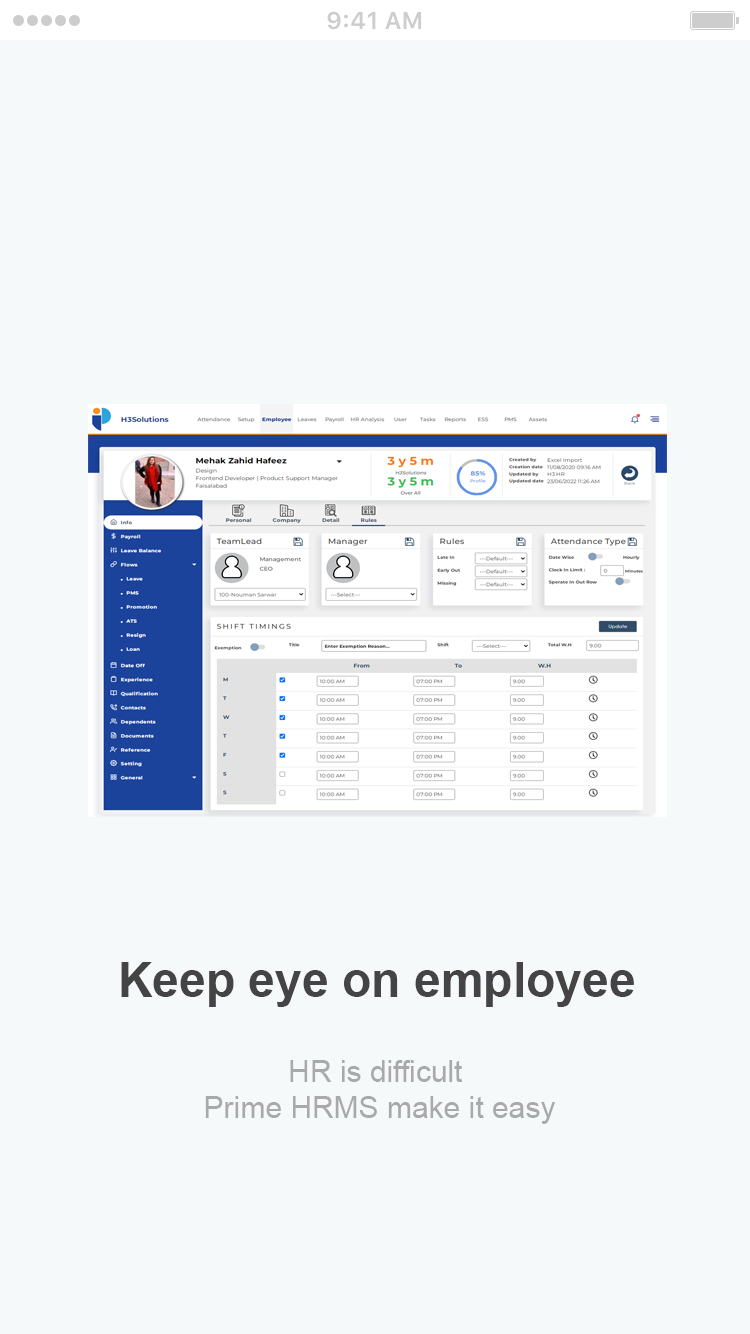 9:41 AM
H3Solutions
Attendance Setup Employee Leaves Payroll HR Analysis User Tasks Reports ESS PMS Assets
Mehak Zahid Hafeez
Design
Frontend Developer | Product Support Manager
Faisalabad
3 y 5 m
H3Solutions
3 y 5 m
Over All
85%
Profile
Created by Excel Import
Creation date 11/08/2020 09:16 AM
Updated by H3.HR
Updated date 23/06/2022 11:26 AM
Back
Info
Payroll
Leave Balance
Flows
Leave
PMS
Promotion
ATS
Resign
Loan
Date Off
Experience
Qualification
Contacts
Dependents
Documents
Reference
Setting
General
Personal Company Detail Rules
TeamLead
Management
CEO
100-Nouman Sarwar
Manager
---Select---
Rules
Late In ---Default---
Early Out ---Default---
Missing ---Default---
Attendance Type
Date Wise Hourly
Clock In Limit : 0 Minutes
Sperate In Out Row
SHIFT TIMINGS Update
Exemption Title Enter Exemption Reason... Shift ---Select--- Total W.H 9.00
From To W.H
M 10:00 AM 07:00 PM 9.00
T 10:00 AM 07:00 PM 9.00
W 10:00 AM 07:00 PM 9.00
T 10:00 AM 07:00 PM 9.00
F 10:00 AM 07:00 PM 9.00
S 10:00 AM 07:00 PM 9.00
S 10:00 AM 07:00 PM 9.00
Keep eye on employee
HR is difficult
Prime HRMS make it easy